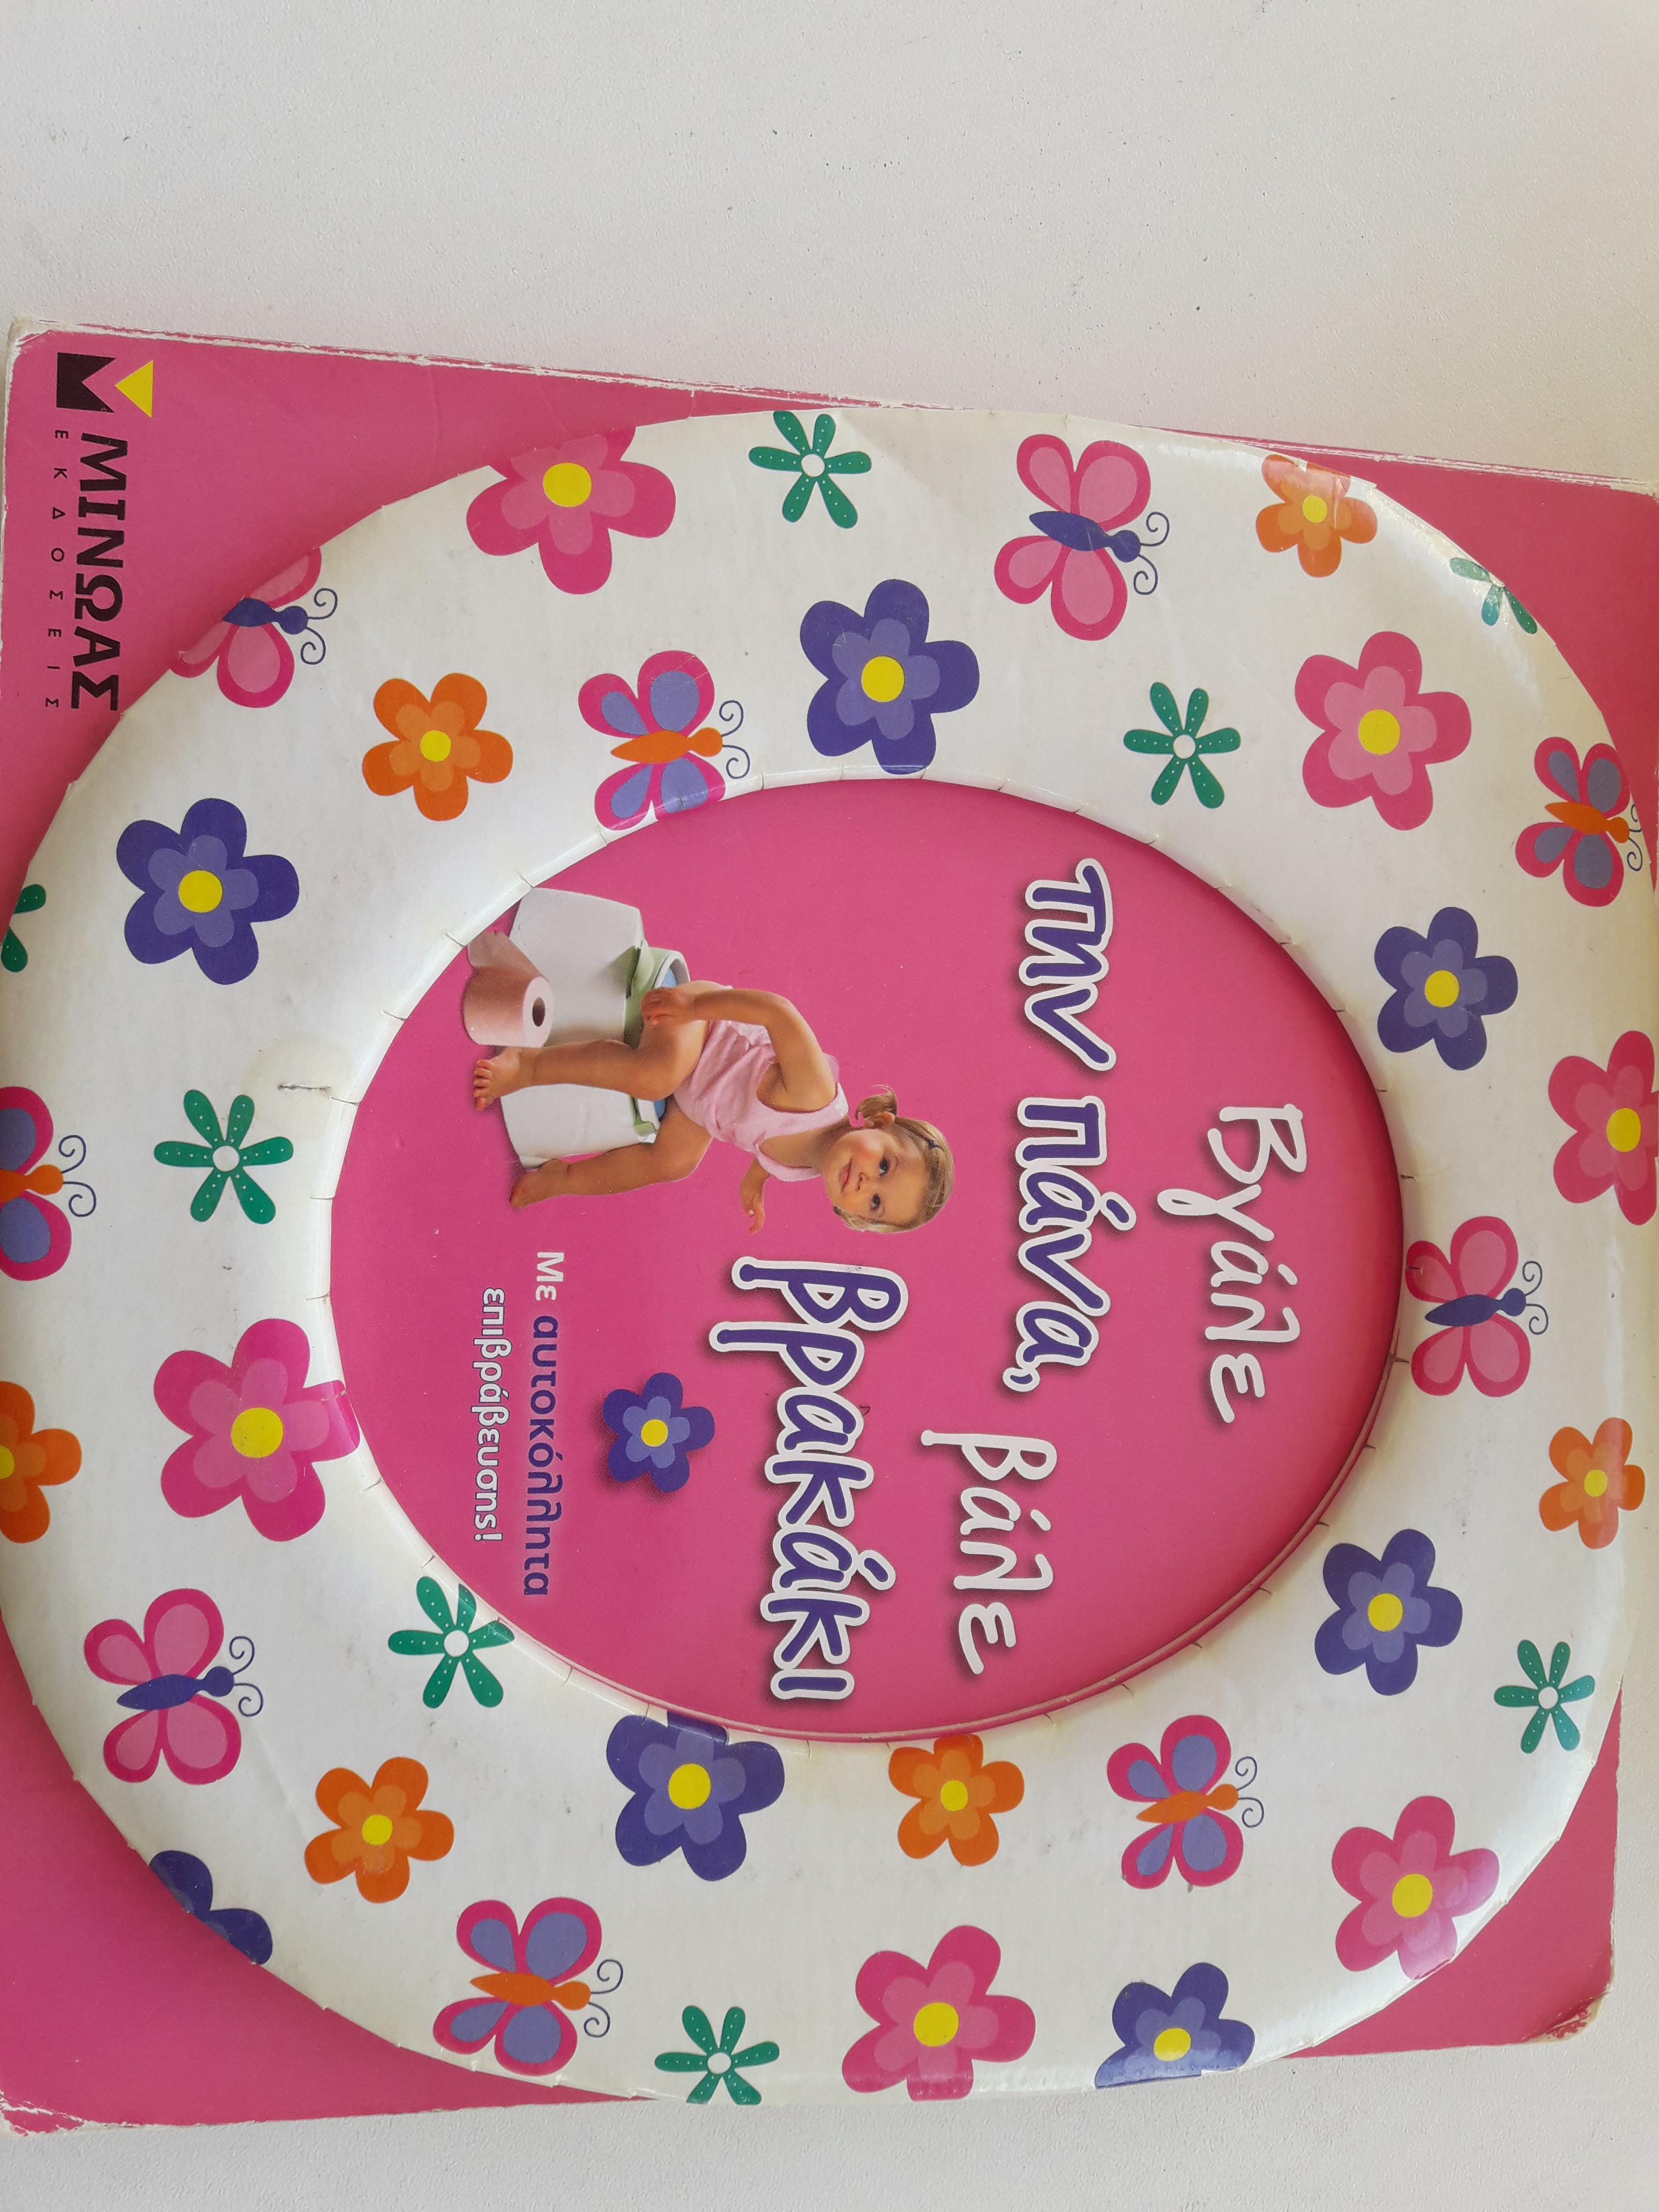 Βγάλε
την πάνα,
βάλε
βρακάκι
Με αυτοκόλλητα
επιβράβευσης!
ΜΙΝΩΑΣ
ΕΚΔΟΣΕΙΣ